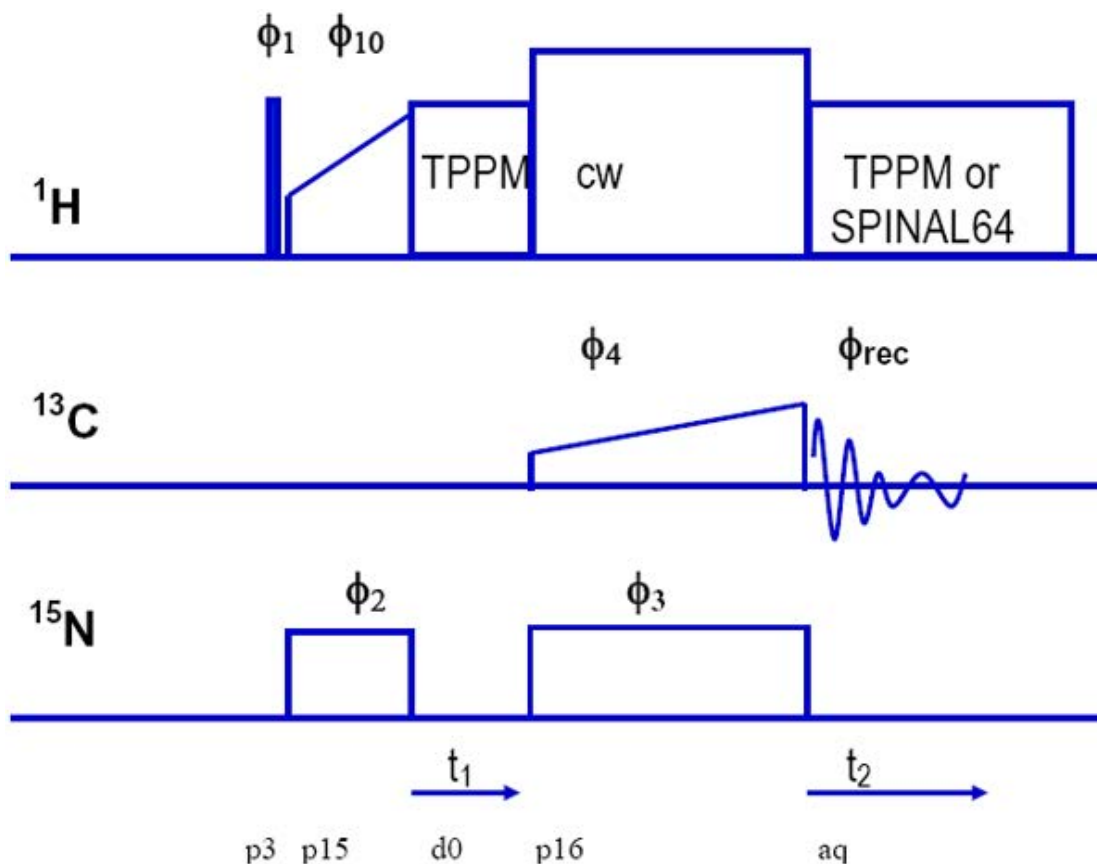 ϕ₁ ϕ₁₀
¹H
TPPM cw TPPM or
SPINAL64
ϕ₄ ϕrec
¹³C
¹⁵N
ϕ₂ ϕ₃
t₁ t₂
p3 p15 d0 p16 aq